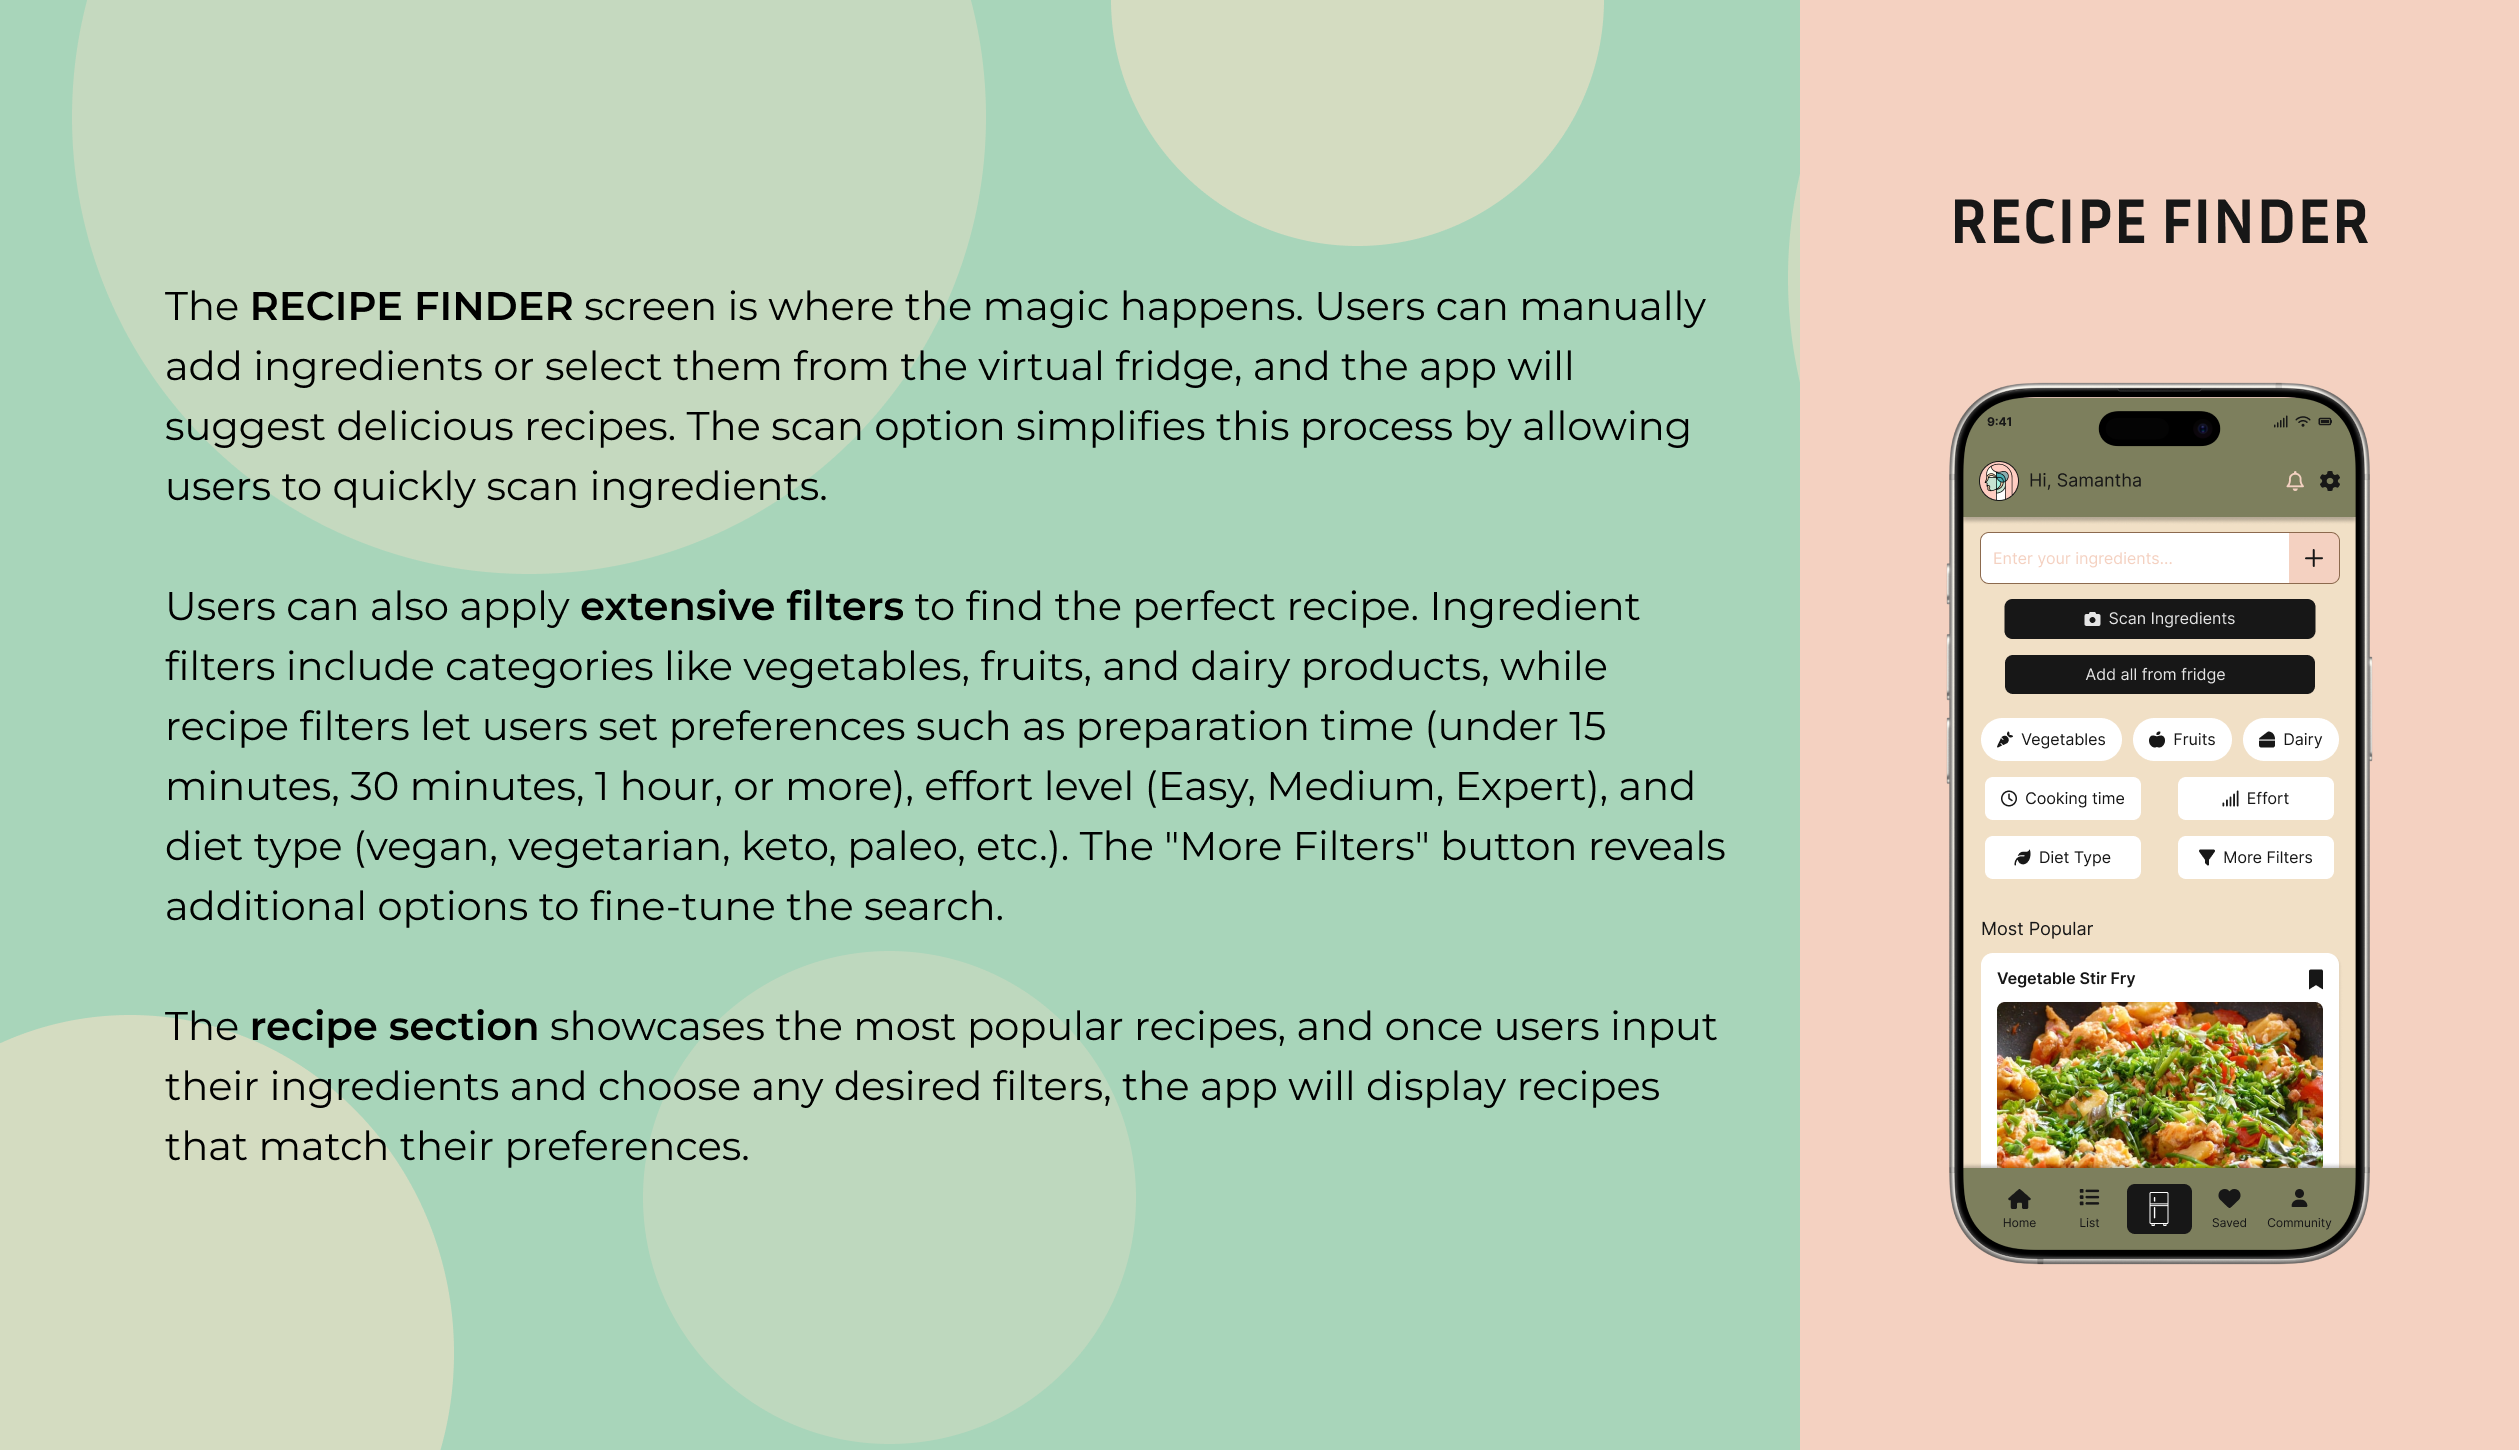 The RECIPE FINDER screen is where the magic happens. Users can manually
add ingredients or select them from the virtual fridge, and the app will
suggest delicious recipes. The scan option simplifies this process by allowing
users to quickly scan ingredients.
Users can also apply extensive filters to find the perfect recipe. Ingredient
filters include categories like vegetables, fruits, and dairy products, while
recipe filters let users set preferences such as preparation time (under 15
minutes, 30 minutes, 1 hour, or more), effort level (Easy, Medium, Expert), and
diet type (vegan, vegetarian, keto, paleo, etc.). The "More Filters" button reveals
additional options to fine-tune the search.
The recipe section showcases the most popular recipes, and once users input
their ingredients and choose any desired filters, the app will display recipes
that match their preferences.
RECIPE FINDER
9:41
Hi, Samantha
Enter your ingredients...
Scan Ingredients
Add all from fridge
Vegetables Fruits Dairy
Cooking time Effort
Diet Type More Filters
Most Popular
Vegetable Stir Fry
Home List Saved Community